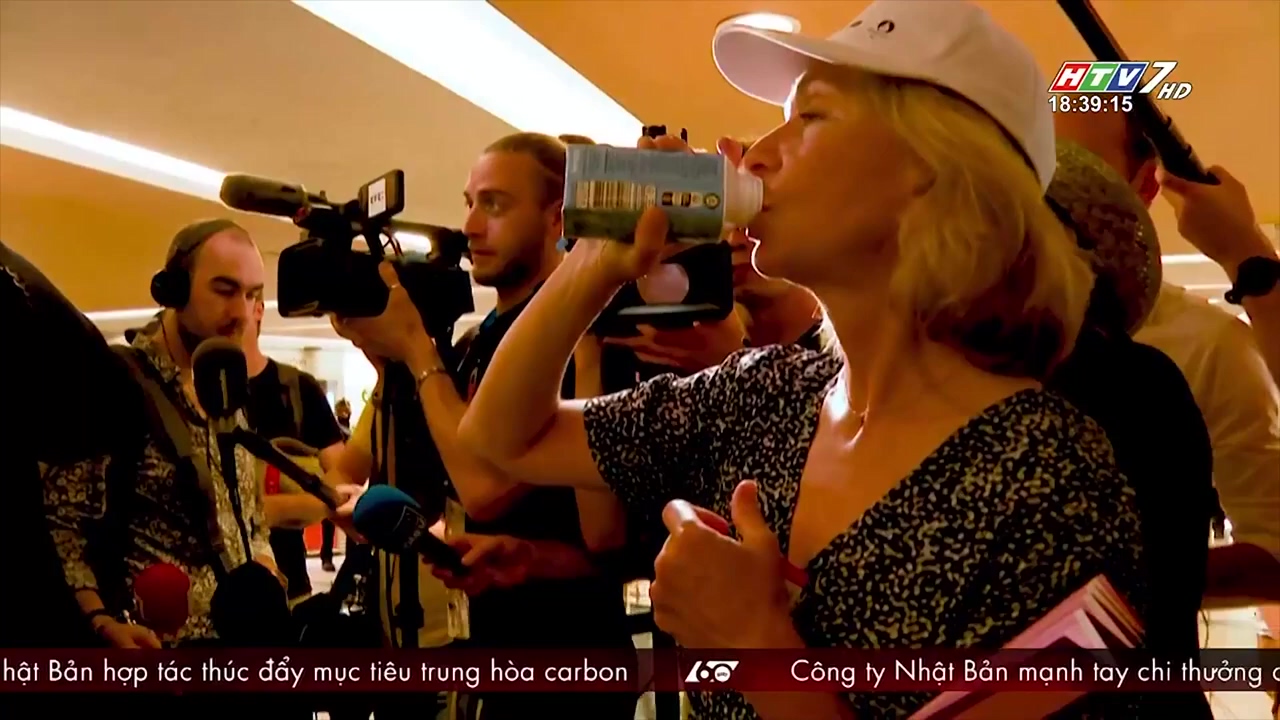 HTV7 HD
18:39:15
hật Bản hợp tác thúc đẩy mục tiêu trung hòa carbon
60
Công ty Nhật Bản mạnh tay chi thưởng